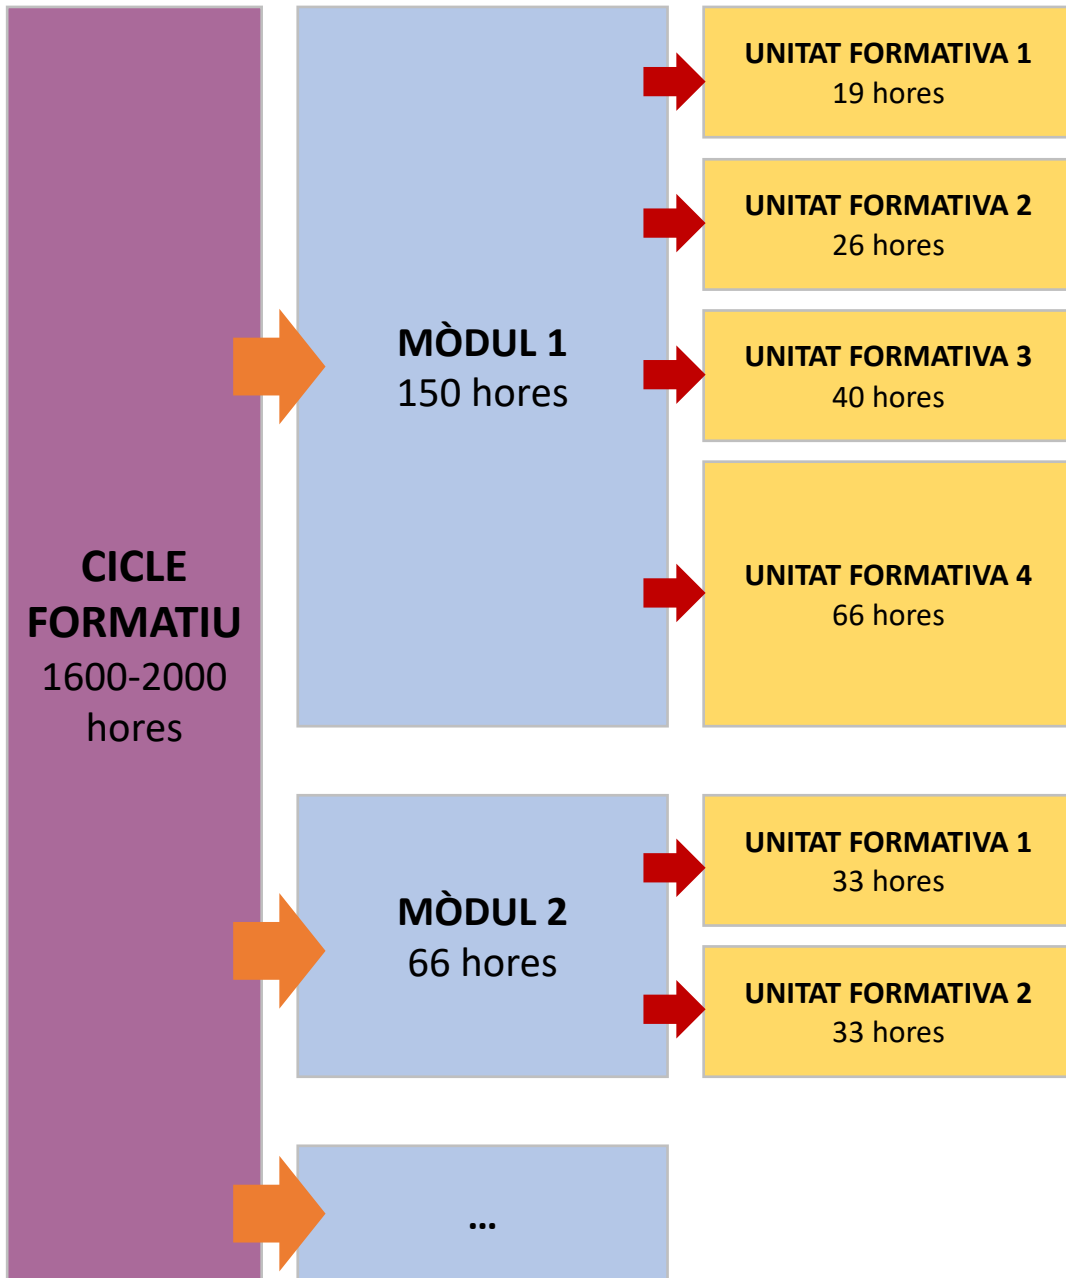 CICLE
FORMATIU
1600-2000
hores
MÒDUL 1
150 hores
UNITAT FORMATIVA 1
19 hores
UNITAT FORMATIVA 2
26 hores
UNITAT FORMATIVA 3
40 hores
UNITAT FORMATIVA 4
66 hores
MÒDUL 2
66 hores
UNITAT FORMATIVA 1
33 hores
UNITAT FORMATIVA 2
33 hores
...